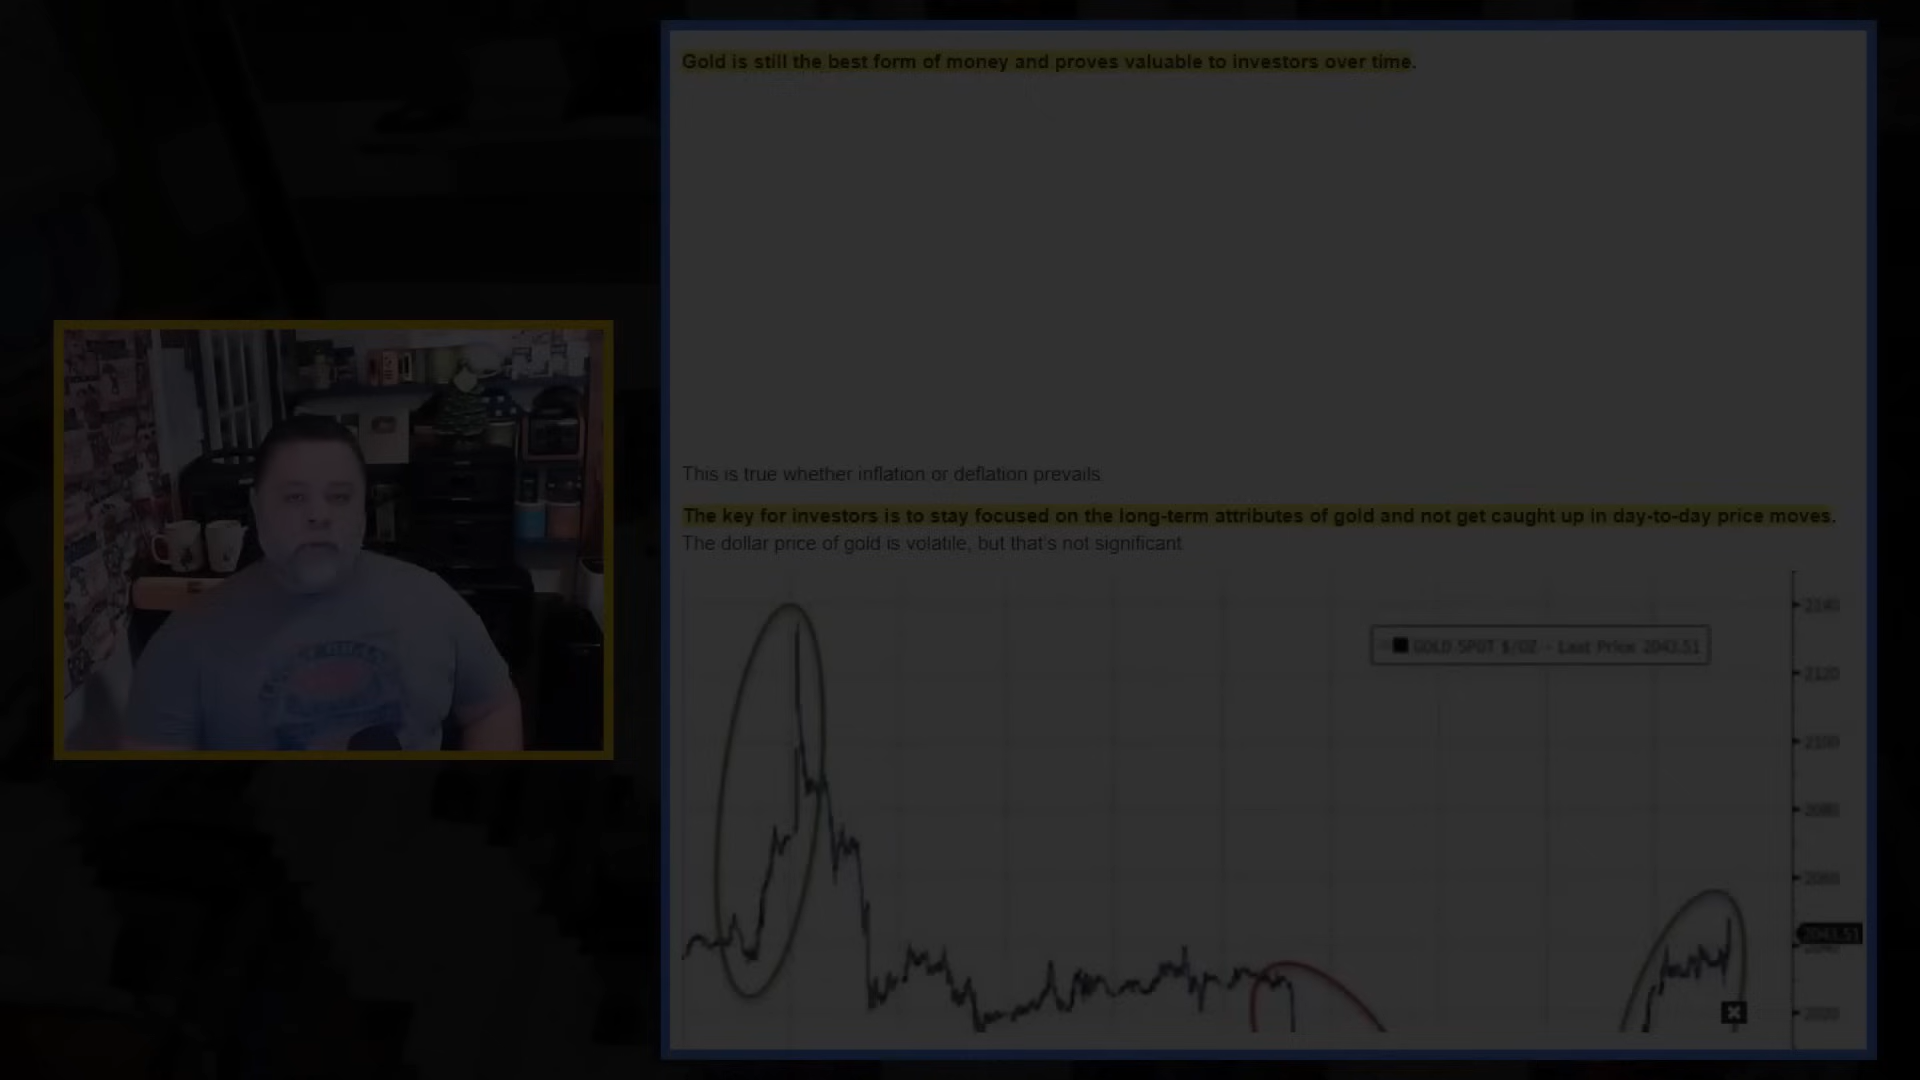 Gold is still the best form of money and proves valuable to investors over time.
This is true whether inflation or deflation prevails.
The key for investors is to stay focused on the long-term attributes of gold and not get caught up in day-to-day price moves.
The dollar price of gold is volatile, but that's not significant.
2140
GOLD SPOT $/OZ - Last Price 2043.51
2120
2100
2080
2060
2043.51
2020